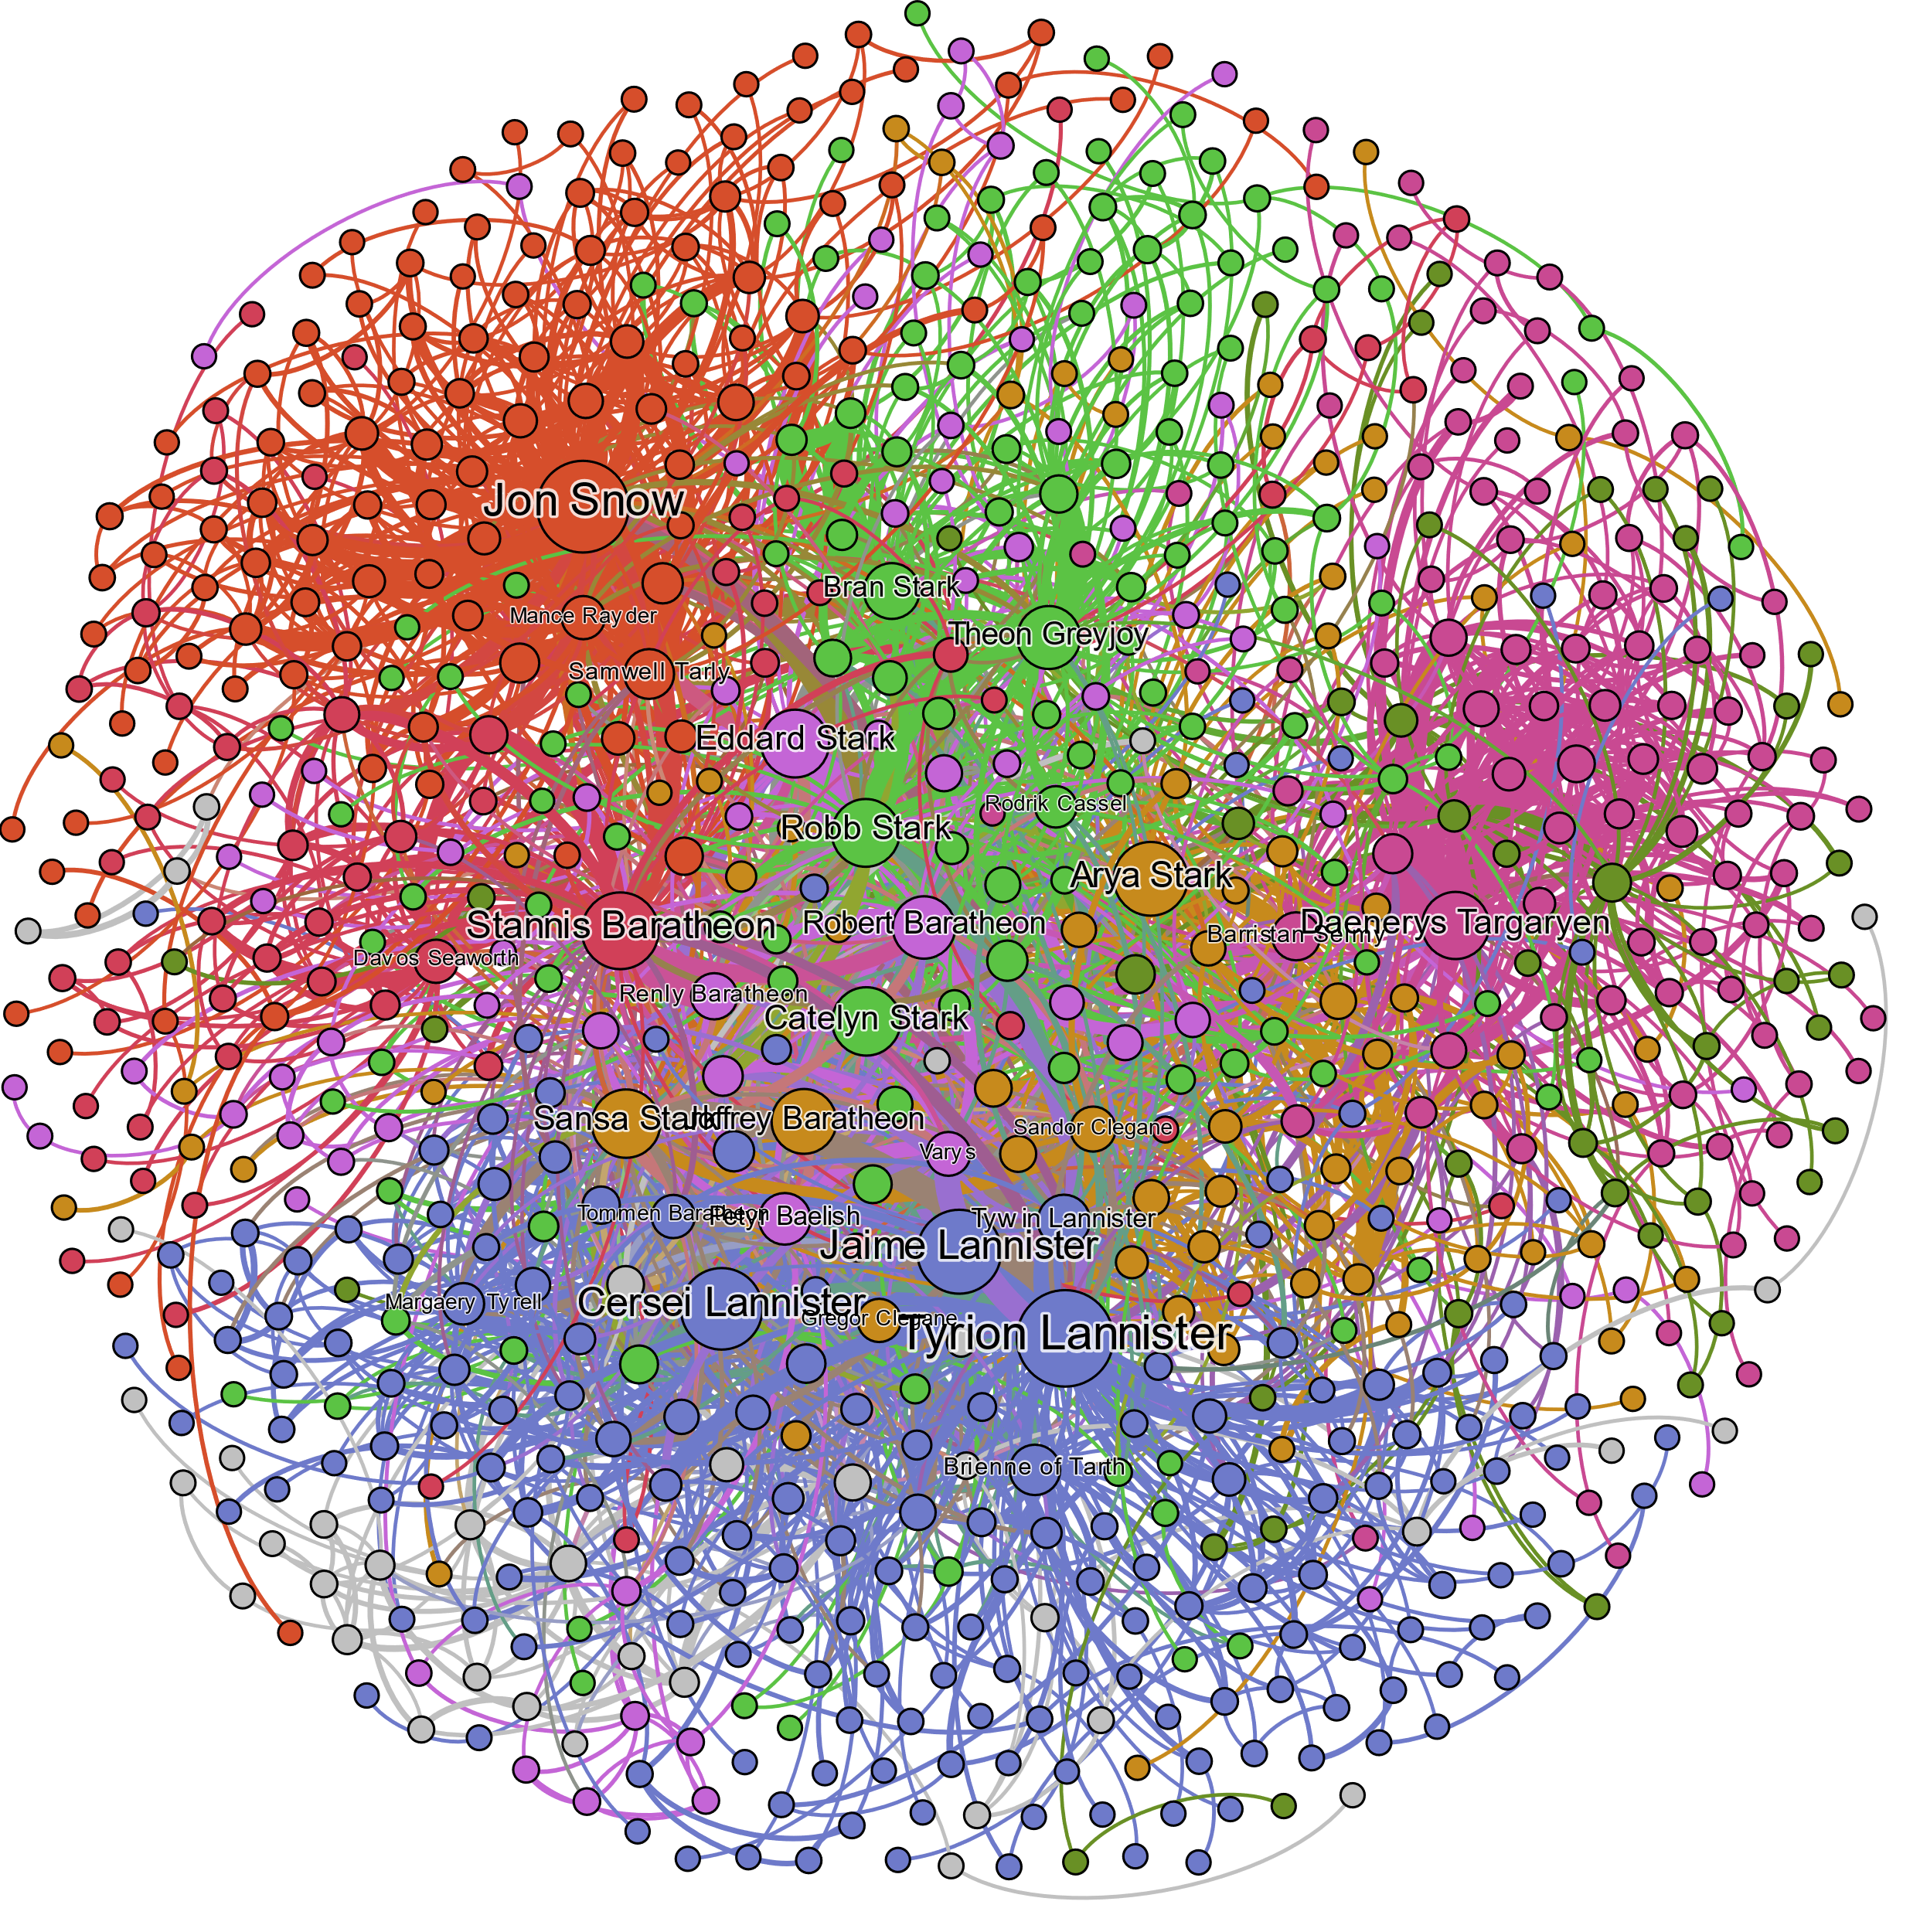 Jon Snow
Bran Stark
Mance Rayder
Theon Greyjoy
Samwell Tarly
Eddard Stark
Rodrik Cassel
Robb Stark
Arya Stark
Stannis Baratheon
Robert Baratheon
Daenerys Targaryen
Barristan Selmy
Davos Seaworth
Renly Baratheon
Catelyn Stark
Sansa Stark
Joffrey Baratheon
Sandor Clegane
Varys
Tommen Baratheon
Petyr Baelish
Tywin Lannister
Jaime Lannister
Margaery Tyrell
Cersei Lannister
Gregor Clegane
Tyrion Lannister
Brienne of Tarth